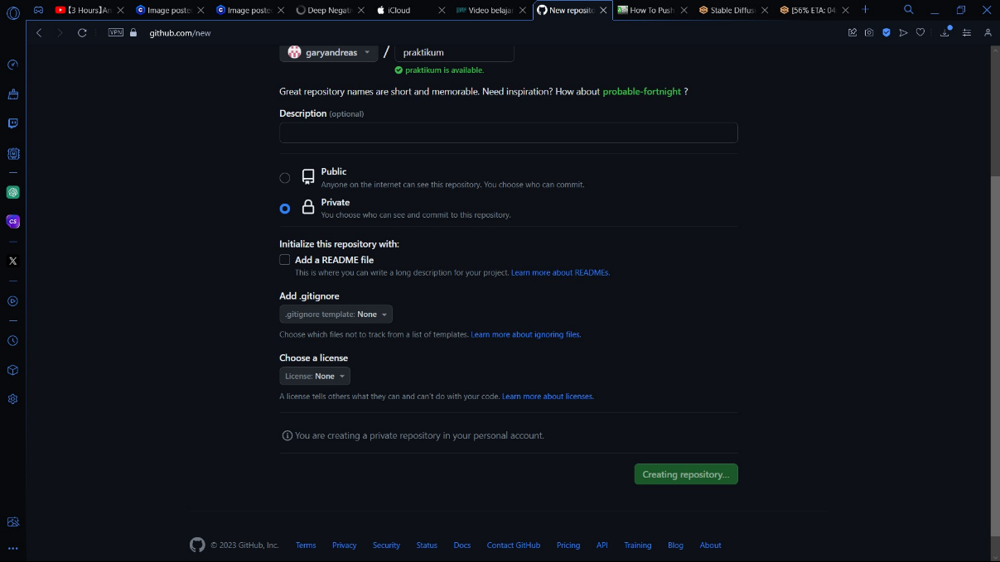 【3 Hours】An
Image poste
Image poste
Deep Negati
iCloud
Video belajar
New reposito
How To Push
Stable Diffus
[56% ETA: 04
VPN
github.com/new
garyandreas / praktikum
praktikum is available.
Great repository names are short and memorable. Need inspiration? How about probable-fortnight ?
Description (optional)
Public
Anyone on the internet can see this repository. You choose who can commit.
Private
You choose who can see and commit to this repository.
Initialize this repository with:
Add a README file
This is where you can write a long description for your project. Learn more about READMEs.
Add .gitignore
.gitignore template: None
Choose which files not to track from a list of templates. Learn more about ignoring files.
Choose a license
License: None
A license tells others what they can and can't do with your code. Learn more about licenses.
You are creating a private repository in your personal account.
Creating repository...
© 2023 GitHub, Inc. Terms Privacy Security Status Docs Contact GitHub Pricing API Training Blog About